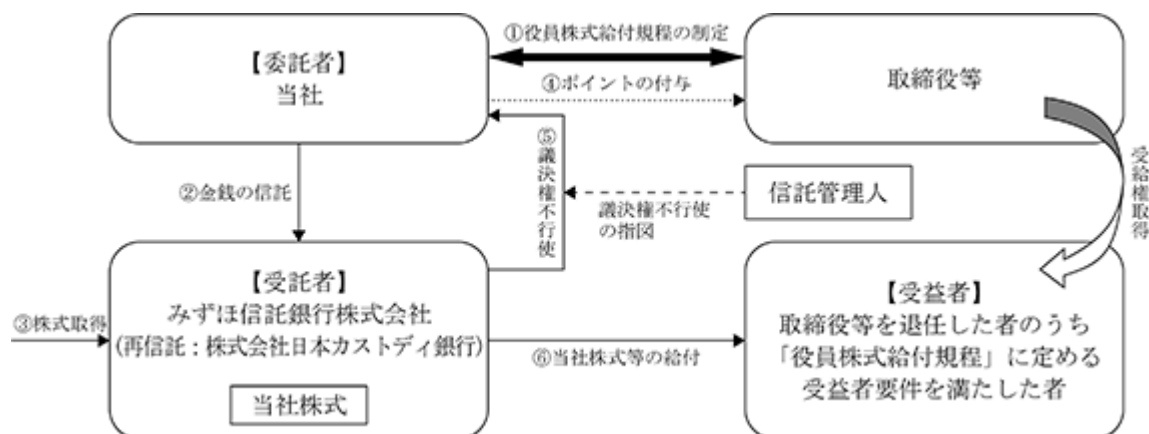 ①役員株式給付規程の制定
【委託者】
当社
④ポイントの付与
取締役等
⑤議決権不行使
受給権取得
②金銭の信託
信託管理人
議決権不行使
の指図
【受託者】
みずほ信託銀行株式会社
(再信託：株式会社日本カストディ銀行)
③株式取得
当社株式
⑥当社株式等の給付
【受益者】
取締役等を退任した者のうち
「役員株式給付規程」に定める
受益者要件を満たした者